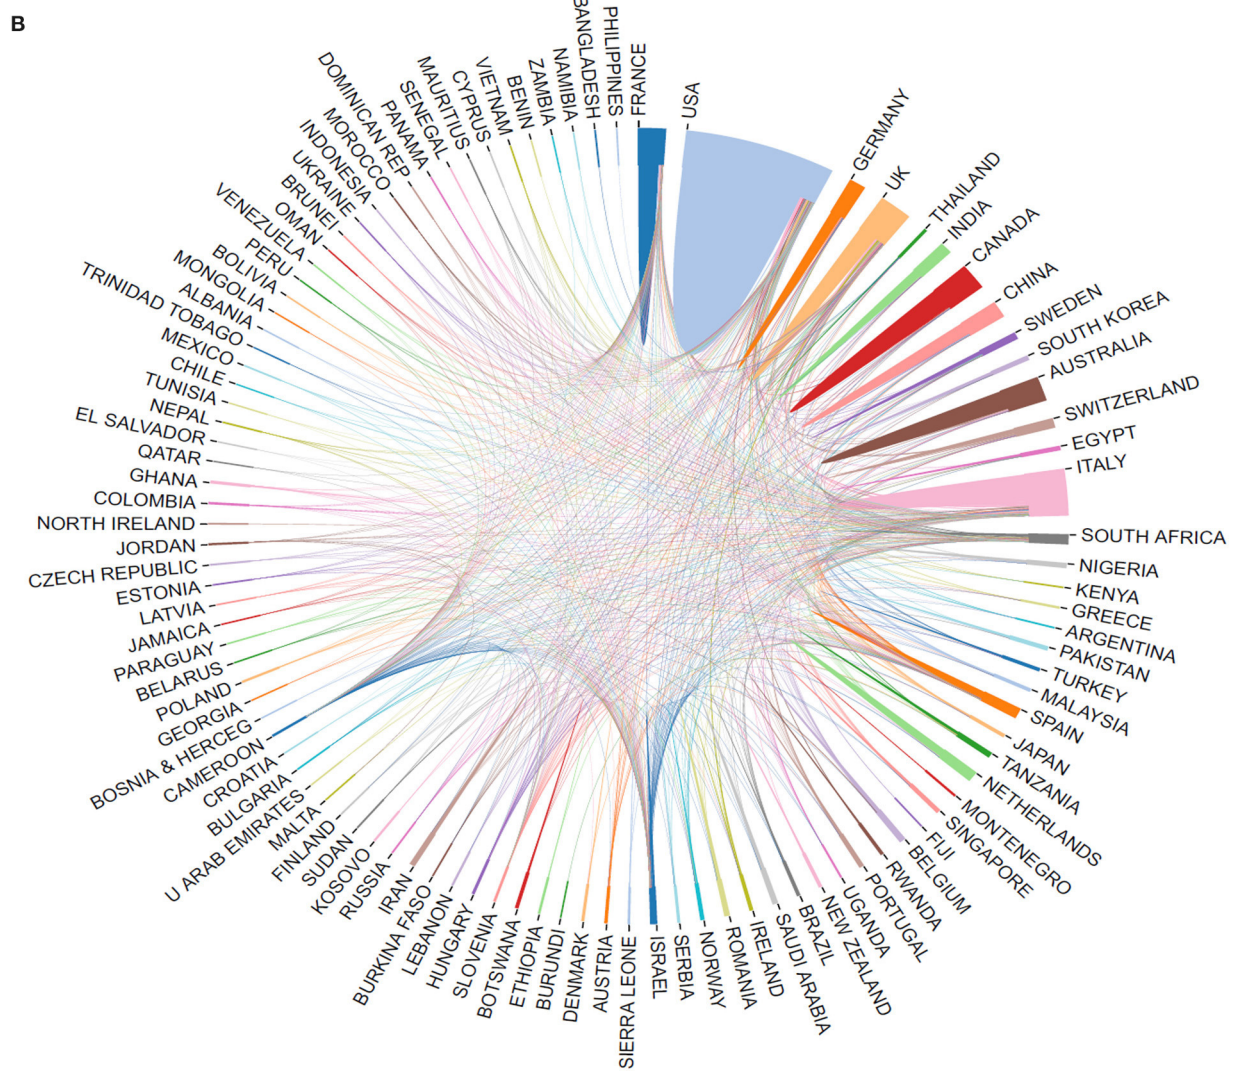 B
FRANCE
USA
GERMANY
UK
THAILAND
INDIA
CANADA
CHINA
SWEDEN
SOUTH KOREA
AUSTRALIA
SWITZERLAND
EGYPT
ITALY
SOUTH AFRICA
NIGERIA
KENYA
GREECE
ARGENTINA
PAKISTAN
TURKEY
MALAYSIA
SPAIN
JAPAN
TANZANIA
NETHERLANDS
MONTENEGRO
SINGAPORE
FIJI
BELGIUM
RWANDA
PORTUGAL
UGANDA
NEW ZEALAND
BRAZIL
SAUDI ARABIA
IRELAND
ROMANIA
NORWAY
SERBIA
ISRAEL
SIERRA LEONE
AUSTRIA
DENMARK
BURUNDI
ETHIOPIA
BOTSWANA
SLOVENIA
HUNGARY
LEBANON
BURKINA FASO
IRAN
RUSSIA
KOSOVO
SUDAN
FINLAND
MALTA
U ARAB EMIRATES
BULGARIA
CROATIA
CAMEROON
BOSNIA & HERCEG
GEORGIA
POLAND
BELARUS
PARAGUAY
JAMAICA
LATVIA
ESTONIA
CZECH REPUBLIC
JORDAN
NORTH IRELAND
COLOMBIA
GHANA
QATAR
EL SALVADOR
NEPAL
TUNISIA
CHILE
MEXICO
TRINIDAD TOBAGO
ALBANIA
MONGOLIA
BOLIVIA
PERU
VENEZUELA
OMAN
BRUNEI
UKRAINE
INDONESIA
MOROCCO
DOMINICAN REP
PANAMA
SENEGAL
MAURITIUS
CYPRUS
VIETNAM
BENIN
ZAMBIA
NAMIBIA
BANGLADESH
PHILIPPINES